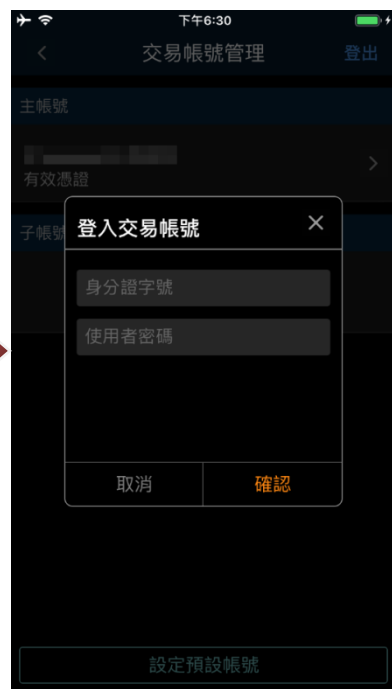 下午6:30
交易帳號管理
登出
主帳號
有效憑證
子帳號
登入交易帳號
身分證字號
使用者密碼
取消
確認
設定預設帳號